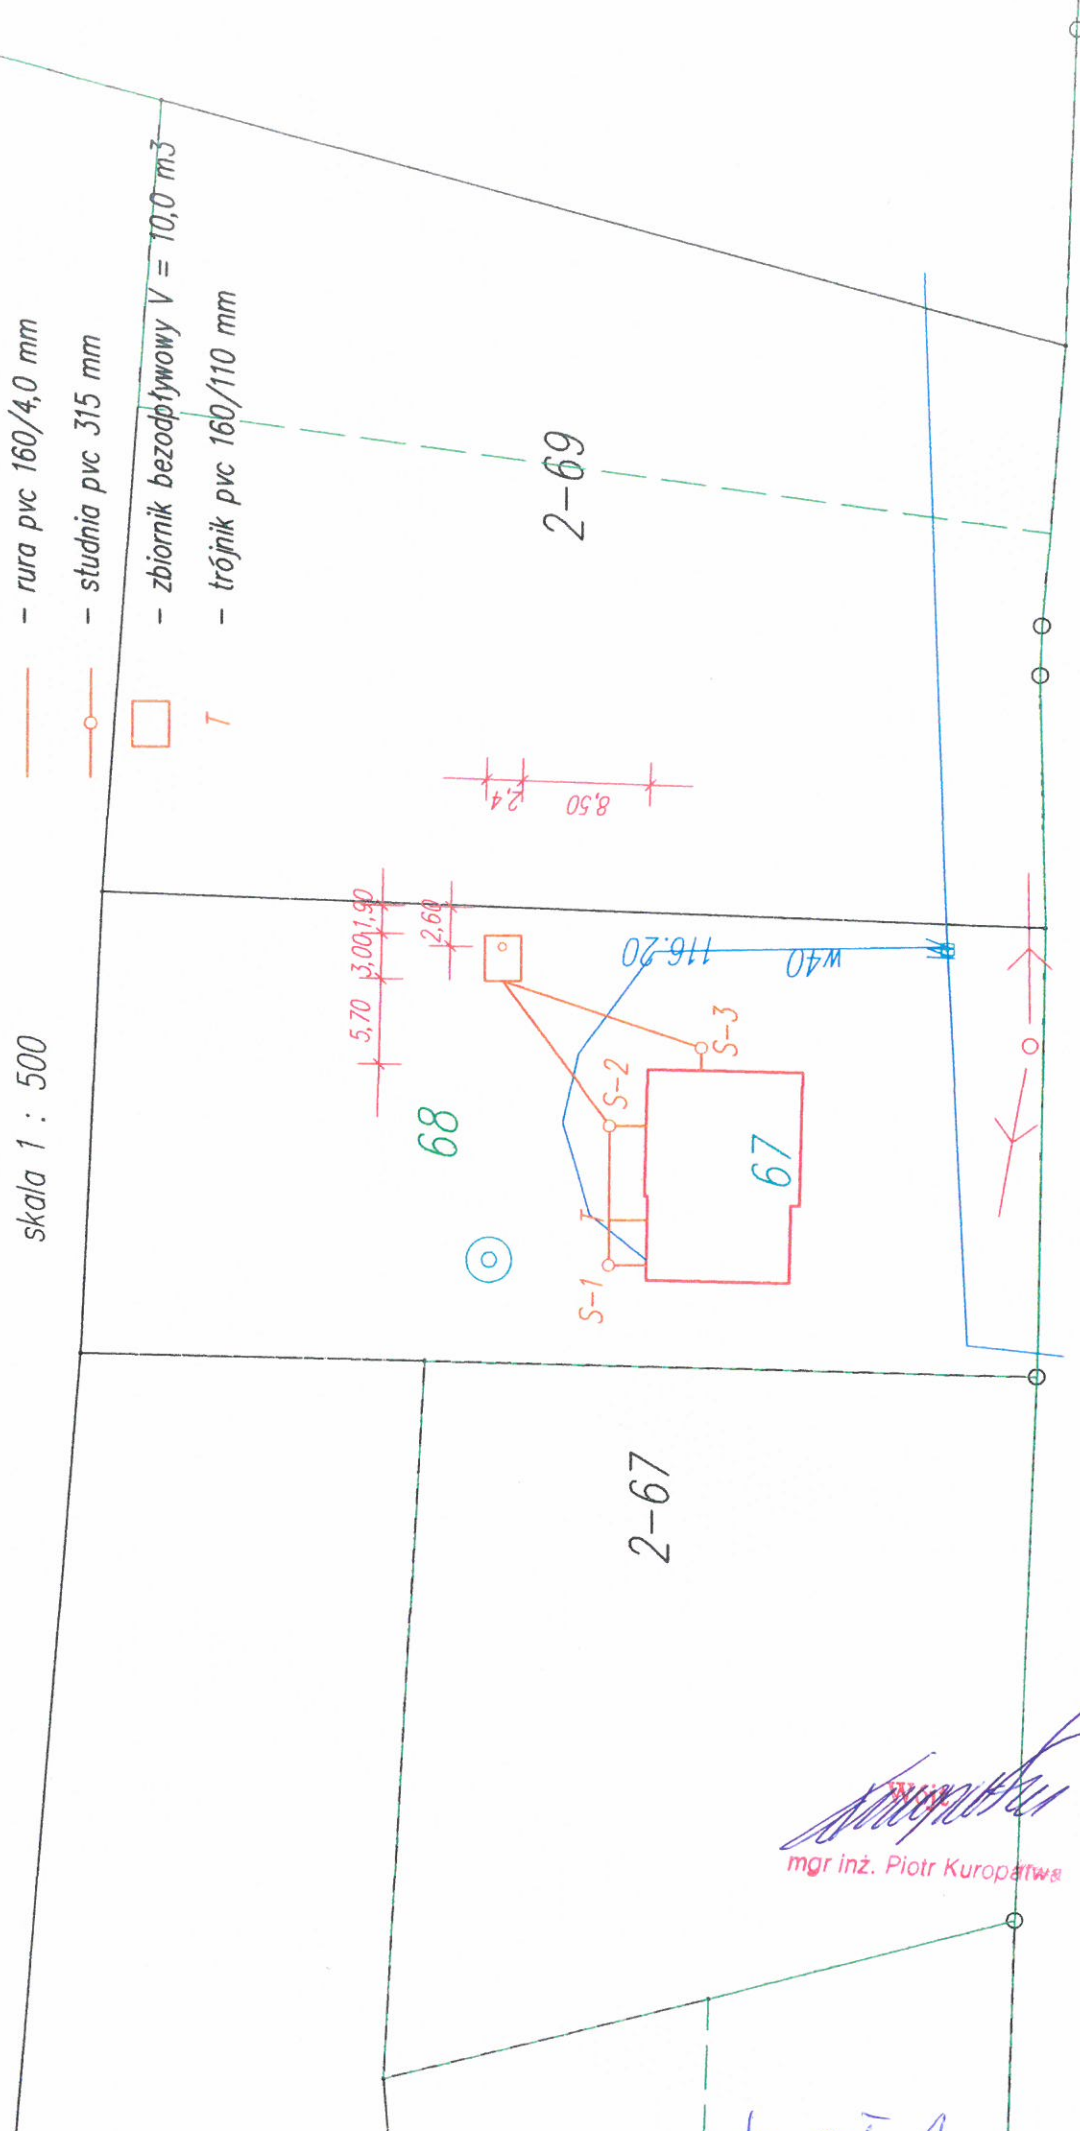 skala 1 : 500
- rura pvc 160/4,0 mm
- studnia pvc 315 mm
- zbiornik bezodpływowy V = 10,0 m3
T - trójnik pvc 160/110 mm
5,70 3,00 1,90
2,60
2,4
8,50
68
2-69
116.20
w40
W
S-1
T
S-2
S-3
67
2-67
Wójt
mgr inż. Piotr Kuropatwa